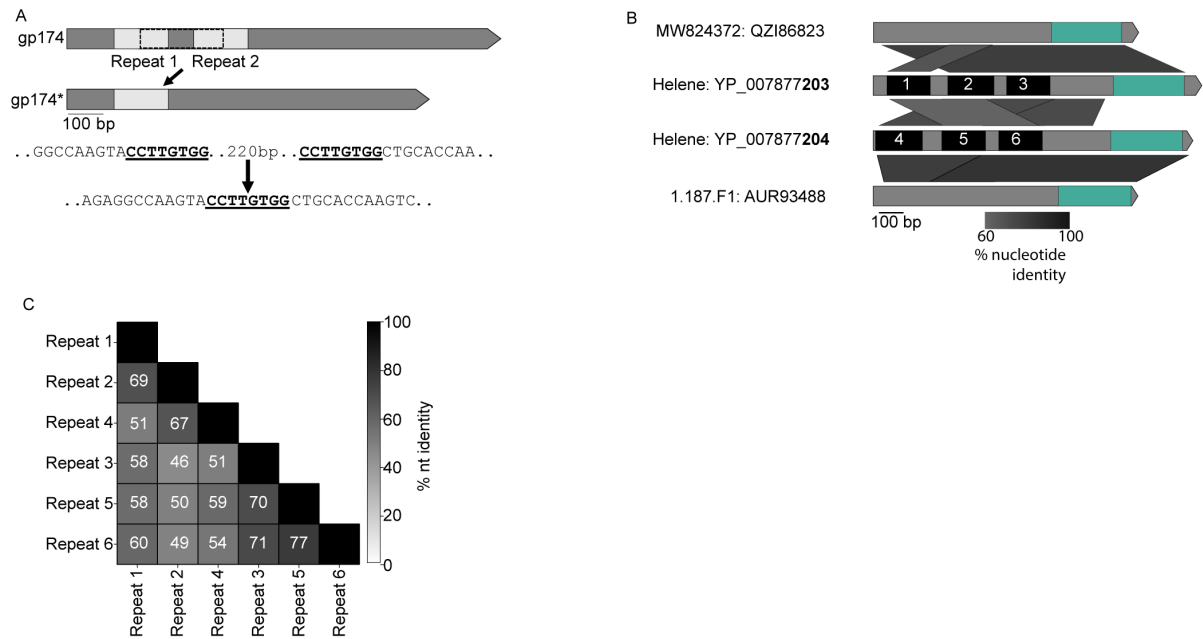 A
gp174
Repeat 1 Repeat 2
gp174*
100 bp
..GGCCAAGTACCTTGTGG..220bp..CCTTGTGGCTGCACCAA..
..AGAGGCCAAGTACCTTGTGGCTGCACCAAGTC..
B
MW824372: QZI86823
Helene: YP_007877203
1 2 3
Helene: YP_007877204
4 5 6
1.187.F1: AUR93488
100 bp
60 100
% nucleotide
identity
C
Repeat 1
Repeat 2 69
Repeat 4 51 67
Repeat 3 58 46 51
Repeat 5 58 50 59 70
Repeat 6 60 49 54 71 77
Repeat 1 Repeat 2 Repeat 4 Repeat 3 Repeat 5 Repeat 6
100
80
60
40
20
0
% nt identity